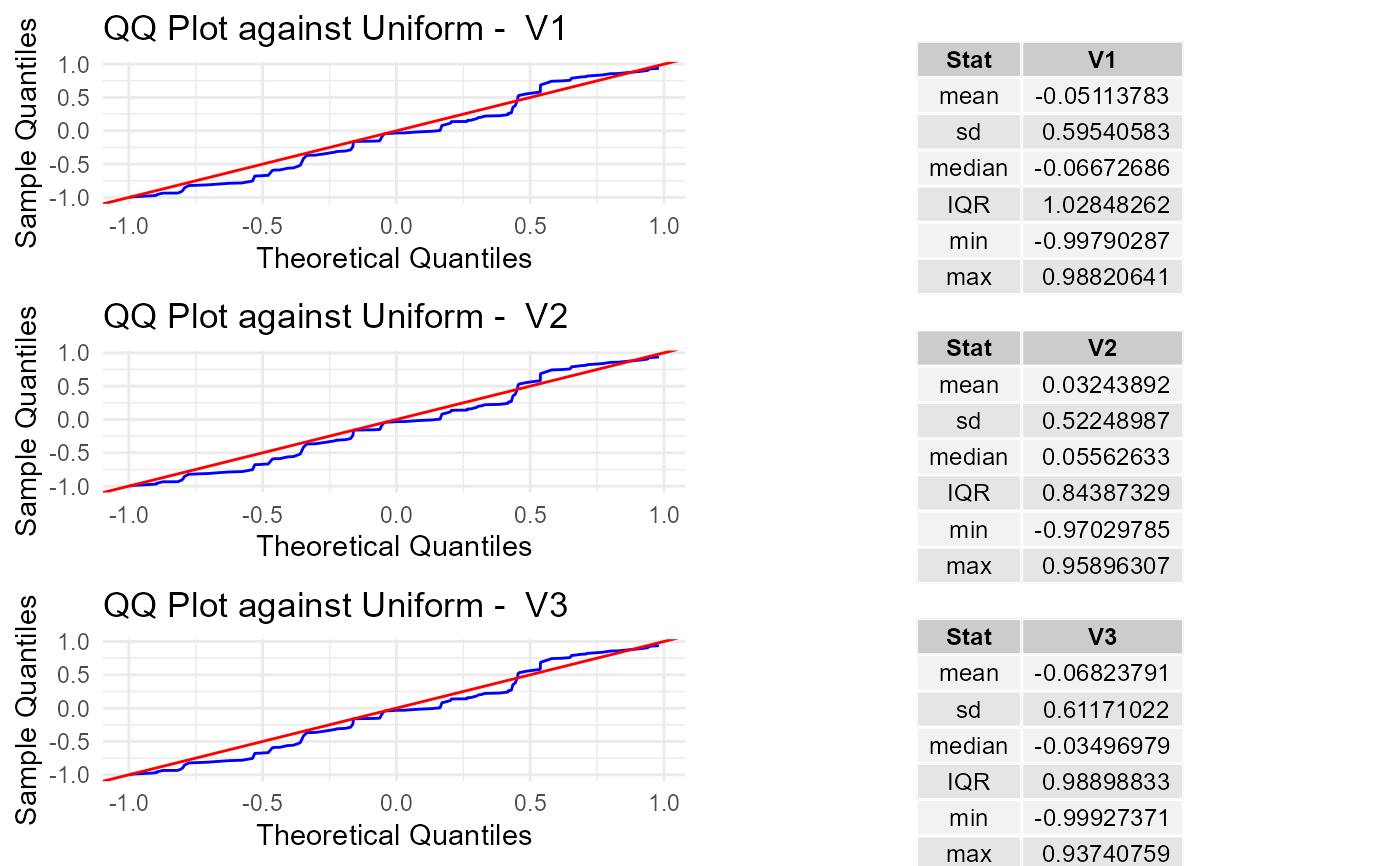 QQ Plot against Uniform -  V1
Sample Quantiles
1.0
0.5
0.0
-0.5
-1.0
-1.0 -0.5 0.0 0.5 1.0
Theoretical Quantiles
Stat V1
mean -0.05113783
sd 0.59540583
median -0.06672686
IQR 1.02848262
min -0.99790287
max 0.98820641
QQ Plot against Uniform -  V2
Sample Quantiles
1.0
0.5
0.0
-0.5
-1.0
-1.0 -0.5 0.0 0.5 1.0
Theoretical Quantiles
Stat V2
mean 0.03243892
sd 0.52248987
median 0.05562633
IQR 0.84387329
min -0.97029785
max 0.95896307
QQ Plot against Uniform -  V3
Sample Quantiles
1.0
0.5
0.0
-0.5
-1.0
-1.0 -0.5 0.0 0.5 1.0
Theoretical Quantiles
Stat V3
mean -0.06823791
sd 0.61171022
median -0.03496979
IQR 0.98898833
min -0.99927371
max 0.93740759